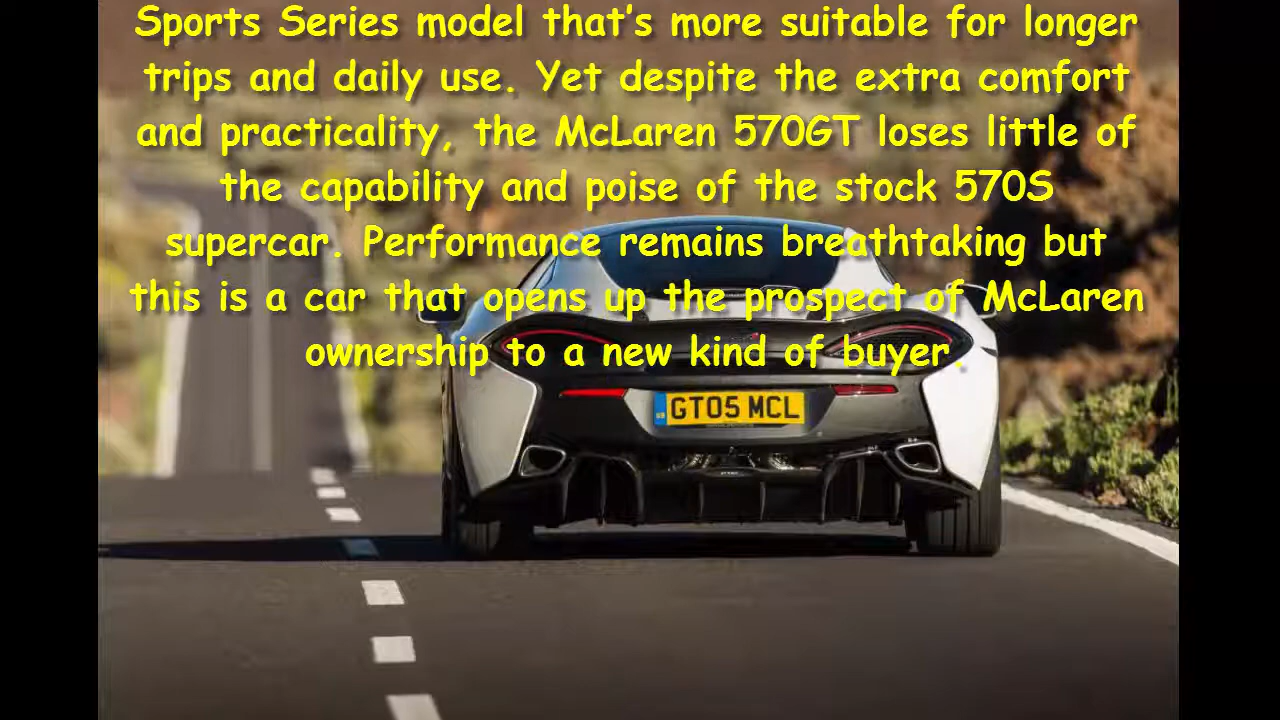 Sports Series model that's more suitable for longer
trips and daily use. Yet despite the extra comfort
and practicality, the McLaren 570GT loses little of
the capability and poise of the stock 570S
supercar. Performance remains breathtaking but
this is a car that opens up the prospect of McLaren
ownership to a new kind of buyer.
GT05 MCL